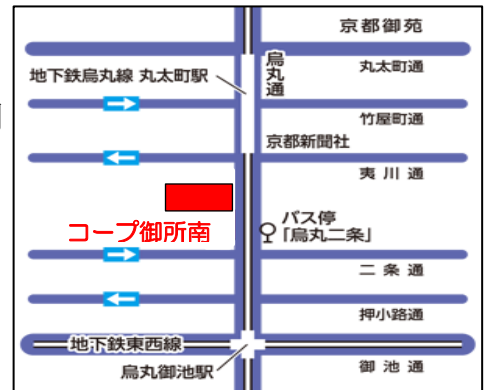 京都御苑
烏丸通
丸太町通
地下鉄烏丸線 丸太町駅
竹屋町通
京都新聞社
夷川通
コープ御所南
バス停
「烏丸二条」
二条通
押小路通
地下鉄東西線
烏丸御池駅
御池通